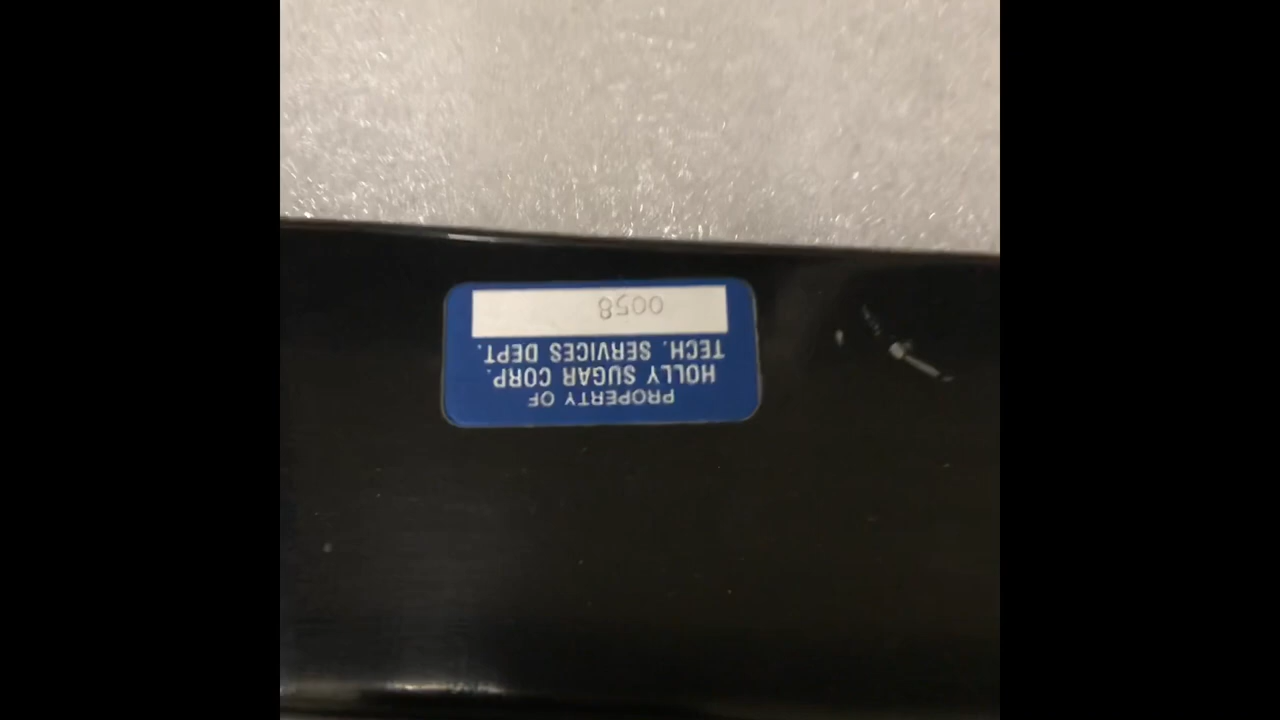 PROPERTY OF
HOLLY SUGAR CORP.
TECH. SERVICES DEPT.
0058